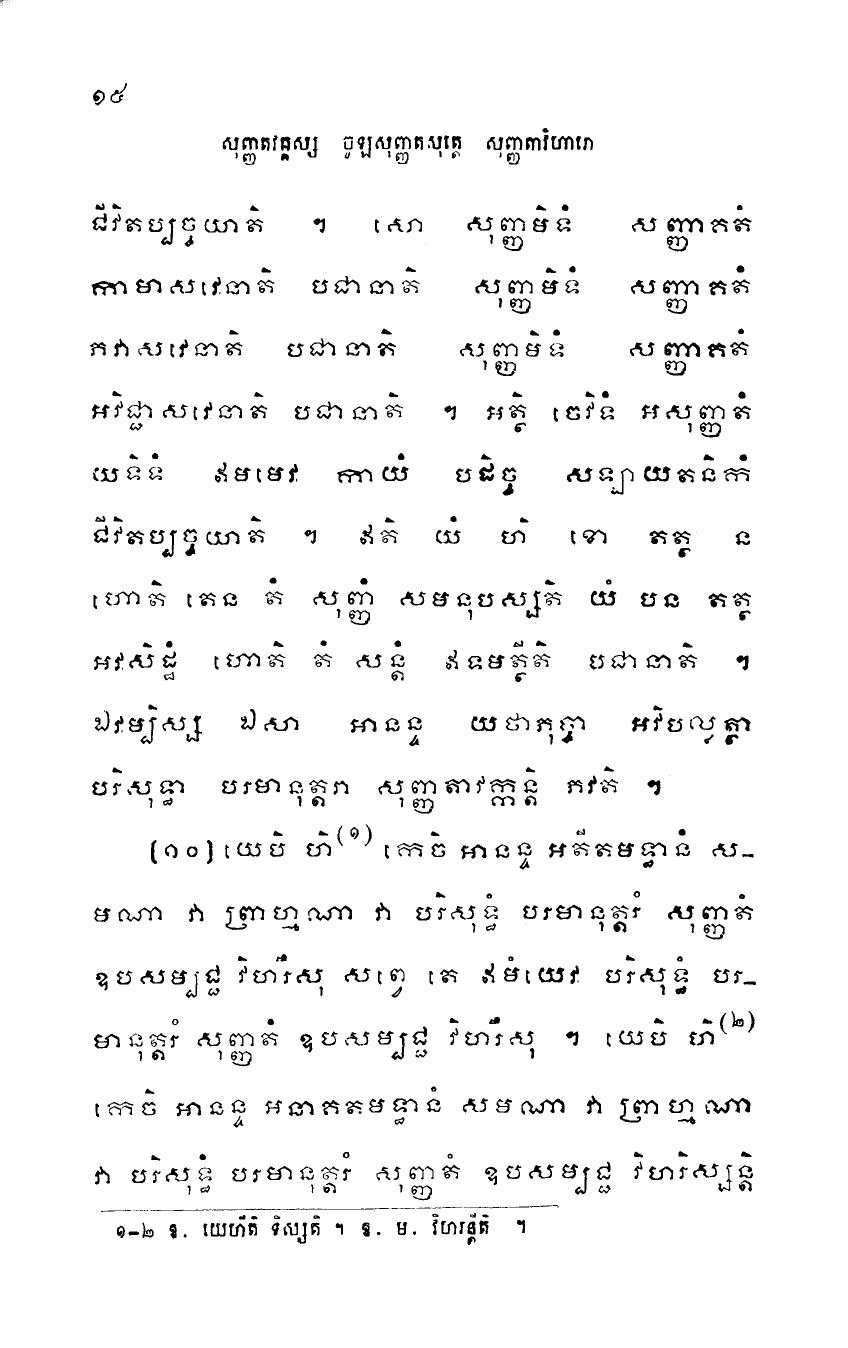 ១៥
សុញ្ញតវគ្គស្ស ចូឡសុញ្ញតសុត្តេ សុញ្ញតាវិហារោ
ជីវិតប្បច្ចយាតិ ។ សោ សុញ្ញមិទំ សញ្ញាគតំ
កាមាសវេនាតិ បជានាតិ សុញ្ញមិទំ សញ្ញាគតំ
ភវាសវេនាតិ បជានាតិ សុញ្ញមិទំ សញ្ញាគតំ
អវិជ្ជាសវេនាតិ បជានាតិ ។ អត្ថិ ចេវិទំ អសុញ្ញតំ
យទិទំ ឥមមេវ កាយំ បដិច្ច សឡាយតនិកំ
ជីវិតប្បច្ចយាតិ ។ ឥតិ យំ ហិ ខោ តត្ថ ន
ហោតិ តេន តំ សុញ្ញំ សមនុបស្សតិ យំ បន តត្ថ
អវសិដ្ឋំ ហោតិ តំ សន្តំ ឥទមត្ថីតិ បជានាតិ ។
ឯវម្បិស្ស ឯសា អានន្ទ យថាភុច្ចា អវិបល្លត្ថា
បរិសុទ្ធា បរមានុត្តរា សុញ្ញតាវក្កន្តិ ភវតិ ។
[១០] យេបិ ហិ(១) កេចិ អានន្ទ អតីតមទ្ធានំ ស-
មណា វា ព្រាហ្មណា វា បរិសុទ្ធំ បរមានុត្តរំ សុញ្ញតំ
ឧបសម្បជ្ជ វិហរឹសុ សព្វេ តេ ឥមំយេវ បរិសុទ្ធំ បរ-
មានុត្តរំ សុញ្ញតំ ឧបសម្បជ្ជ វិហរឹសុ ។ យេបិ ហិ(២)
កេចិ អានន្ទ អនាគតមទ្ធានំ សមណា វា ព្រាហ្មណា
វា បរិសុទ្ធំ បរមានុត្តរំ សុញ្ញតំ ឧបសម្បជ្ជ វិហរិស្សន្តិ
១-២ ឱ. យេហីតិ ទិស្សតិ ។ ឱ. ម. វិហរន្តីតិ ។